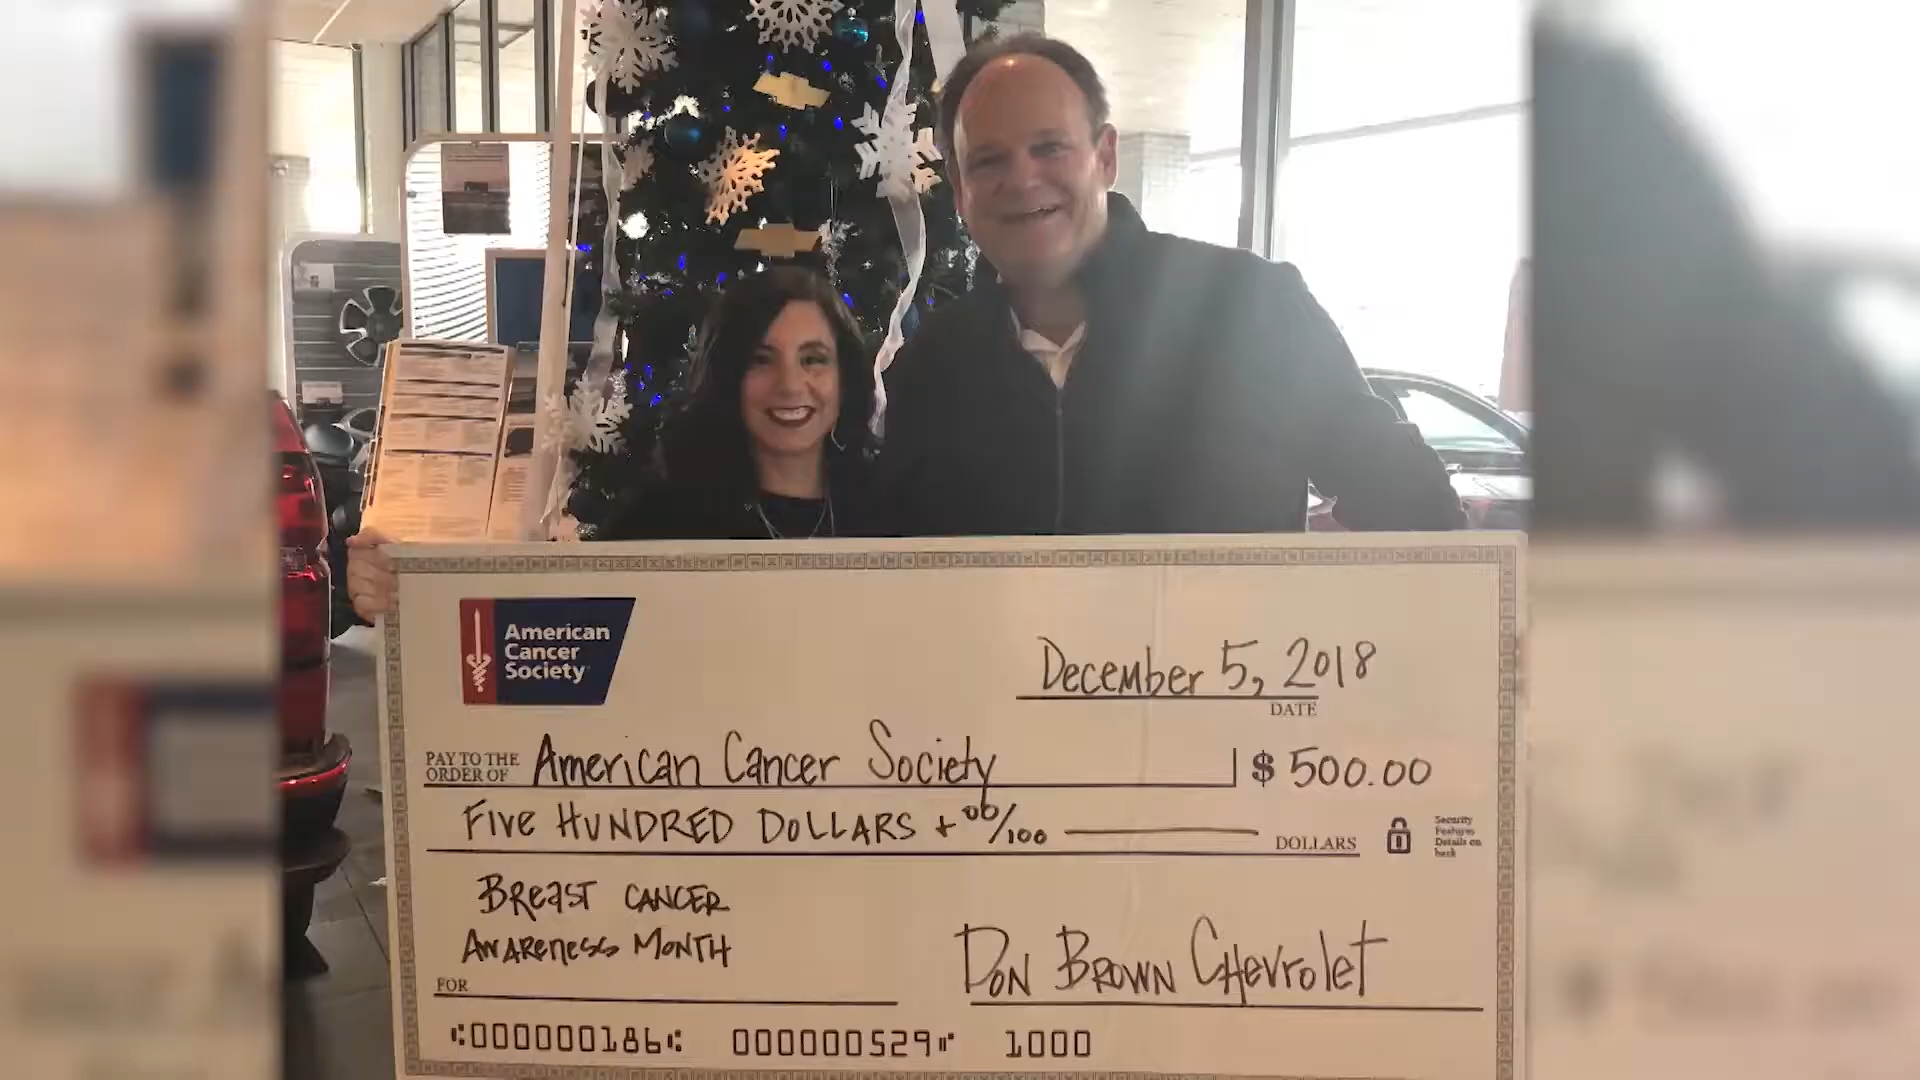 American
Cancer
Society
December 5, 2018
DATE
PAY TO THE
ORDER OF
American Cancer Society $ 500.00
FIVE HUNDRED DOLLARS + 00/100 DOLLARS
Security
Features
Details on
back
BREAST CANCER
AWARENESS MONTH
FOR
DON BROWN CHEVROLET
⑆000000186⑆ 000000529⑈ 1000